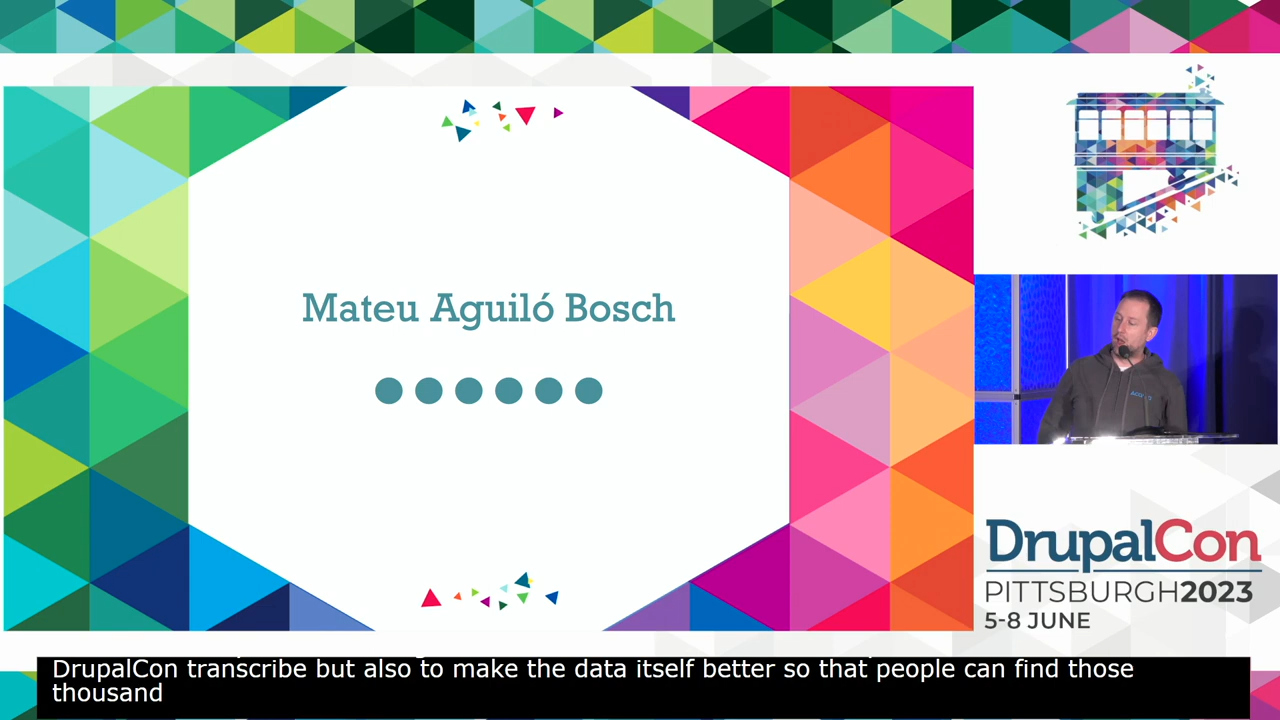 Mateu Aguiló Bosch
DrupalCon
PITTSBURGH2023
5-8 JUNE
DrupalCon transcribe but also to make the data itself better so that people can find those
thousand